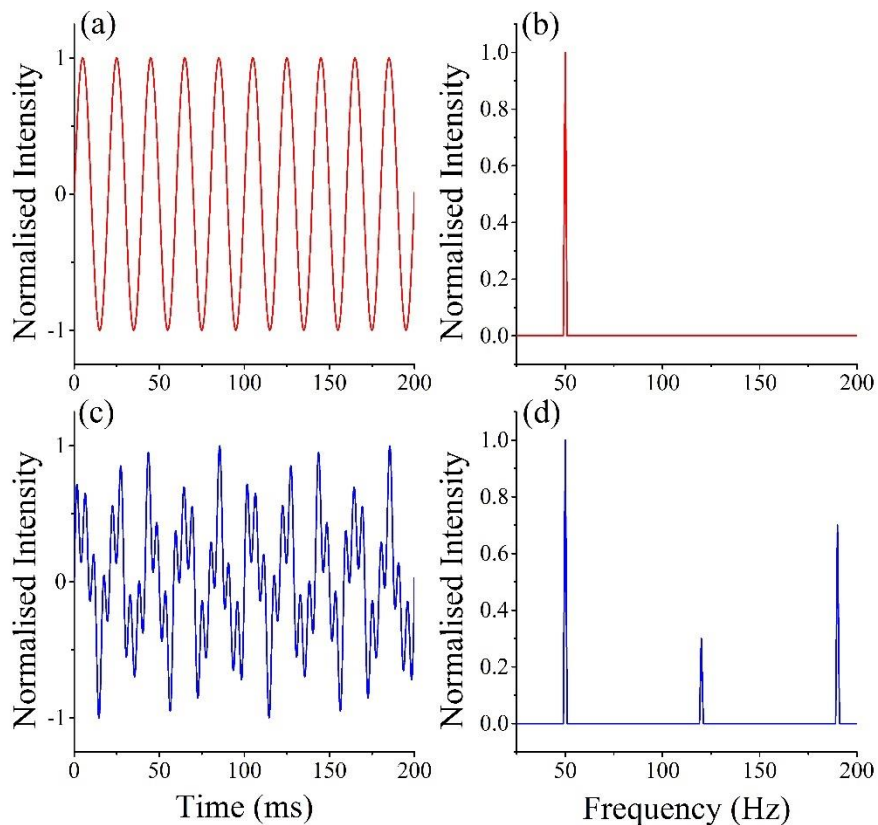 (a)
Normalised Intensity
1
0
-1
0 50 100 150 200
(b)
Normalised Intensity
1.0
0.8
0.6
0.4
0.2
0.0
50 100 150 200
(c)
Normalised Intensity
1
0
-1
0 50 100 150 200
Time (ms)
(d)
Normalised Intensity
1.0
0.8
0.6
0.4
0.2
0.0
50 100 150 200
Frequency (Hz)